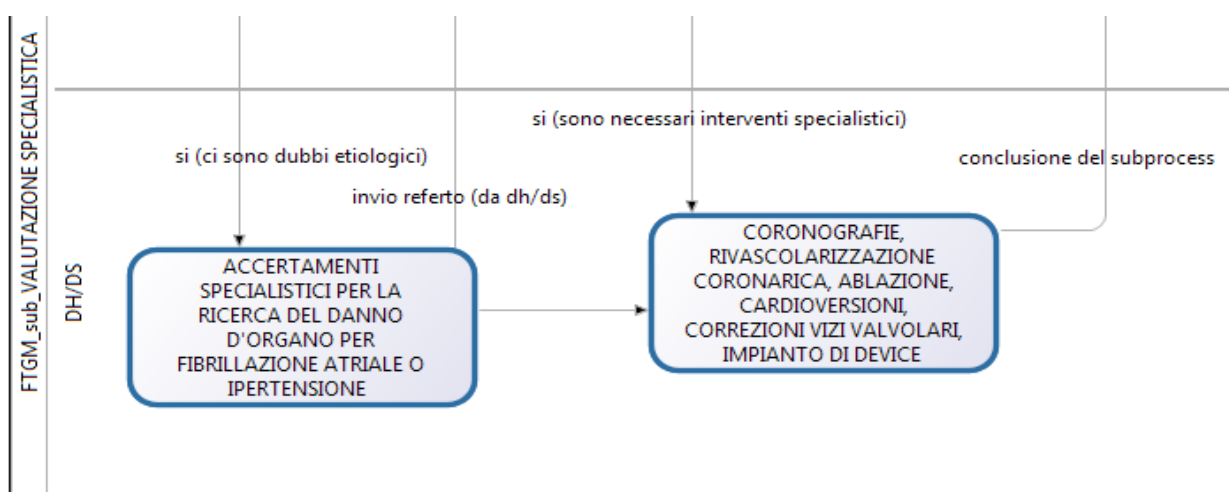 FTGM_sub_VALUTAZIONE SPECIALISTICA
DH/DS
si (sono necessari interventi specialistici)
si (ci sono dubbi etiologici)
conclusione del subprocess
invio referto (da dh/ds)
ACCERTAMENTI
SPECIALISTICI PER LA
RICERCA DEL DANNO
D'ORGANO PER
FIBRILLAZIONE ATRIALE O
IPERTENSIONE
CORONOGRAFIE,
RIVASCOLARIZZAZIONE
CORONARICA, ABLAZIONE,
CARDIOVERSIONI,
CORREZIONI VIZI VALVOLARI,
IMPIANTO DI DEVICE